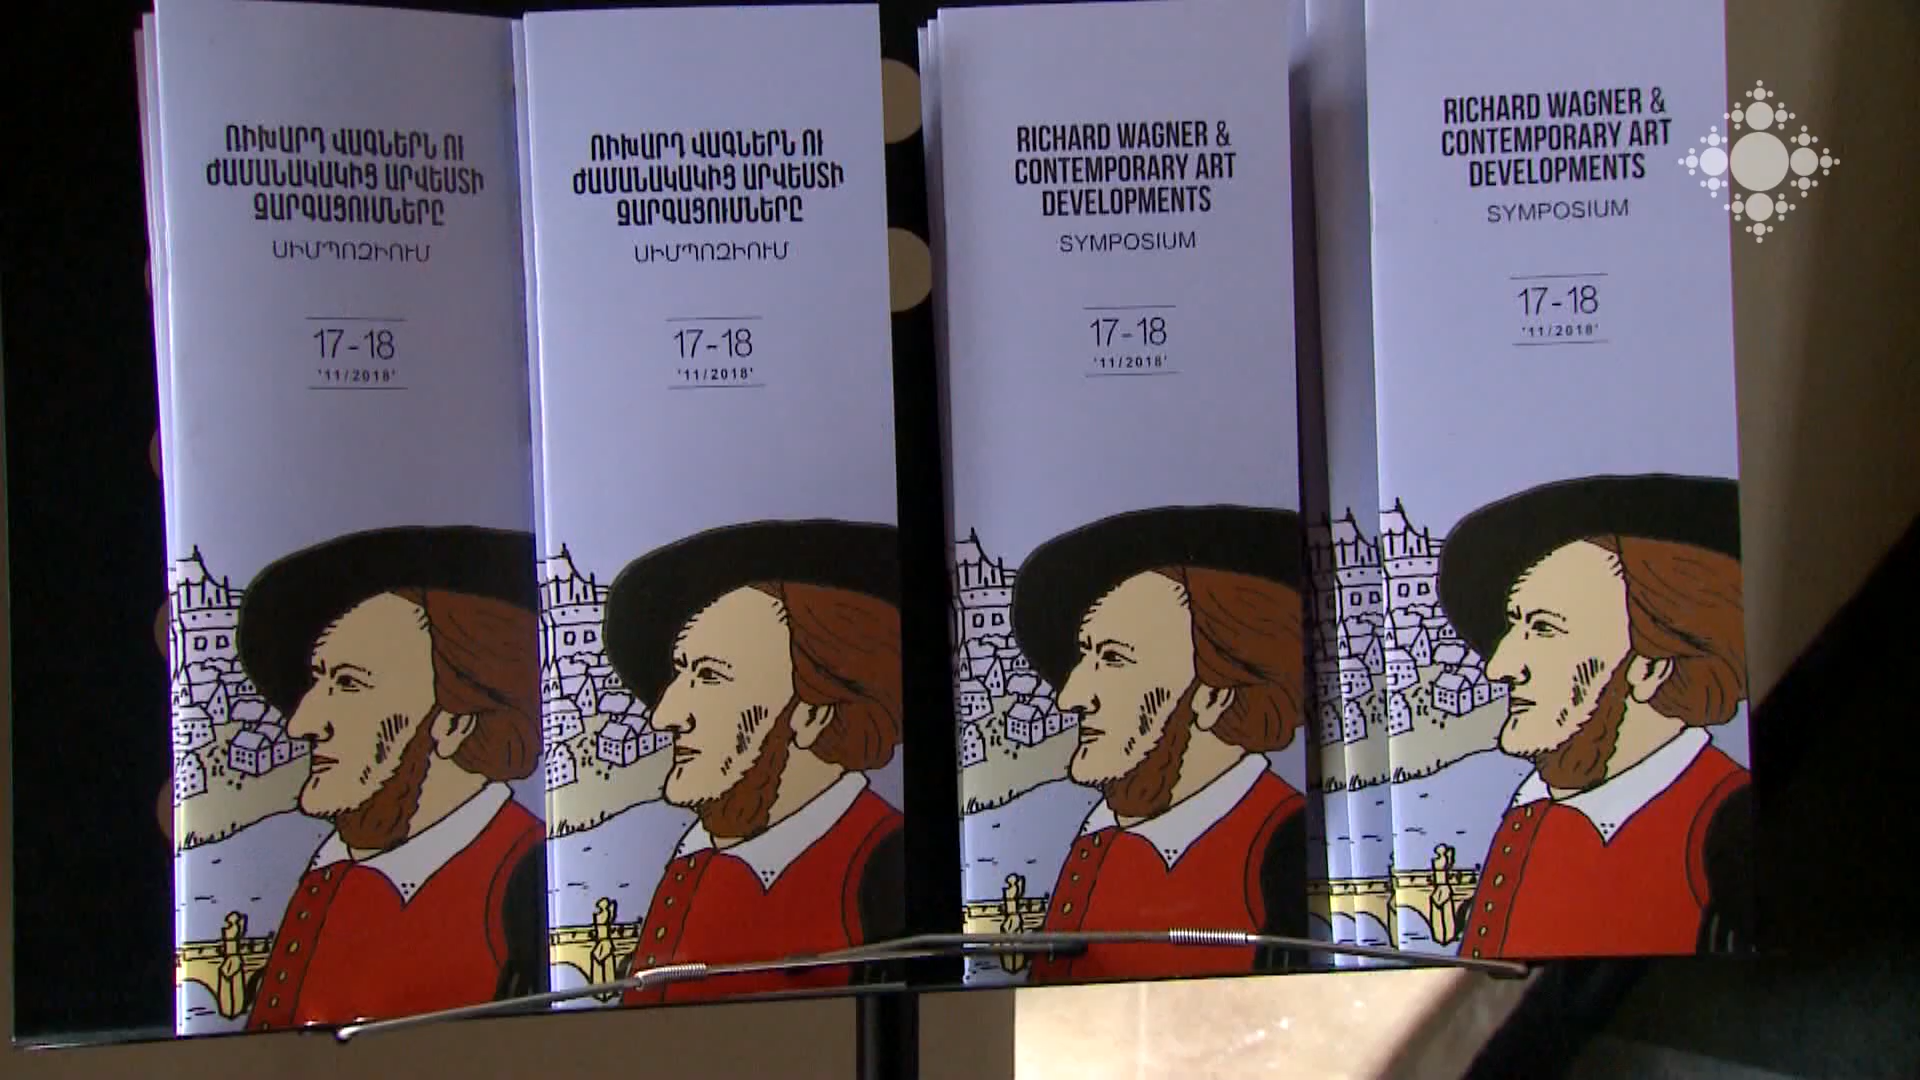 ՌԻԽԱՐԴ ՎԱԳՆԵՐՆ ՈՒ
ԺԱՄԱՆԱԿԱԿԻՑ ԱՐՎԵՍՏԻ
ԶԱՐԳԱՑՈՒՄՆԵՐԸ
ՍԻՄՊՈԶԻՈՒՄ
17-18
'11/2018'
ՌԻԽԱՐԴ ՎԱԳՆԵՐՆ ՈՒ
ԺԱՄԱՆԱԿԱԿԻՑ ԱՐՎԵՍՏԻ
ԶԱՐԳԱՑՈՒՄՆԵՐԸ
ՍԻՄՊՈԶԻՈՒՄ
17-18
'11/2018'
RICHARD WAGNER &
CONTEMPORARY ART
DEVELOPMENTS
SYMPOSIUM
17-18
'11/2018'
RICHARD WAGNER &
CONTEMPORARY ART
DEVELOPMENTS
SYMPOSIUM
17-18
'11/2018'